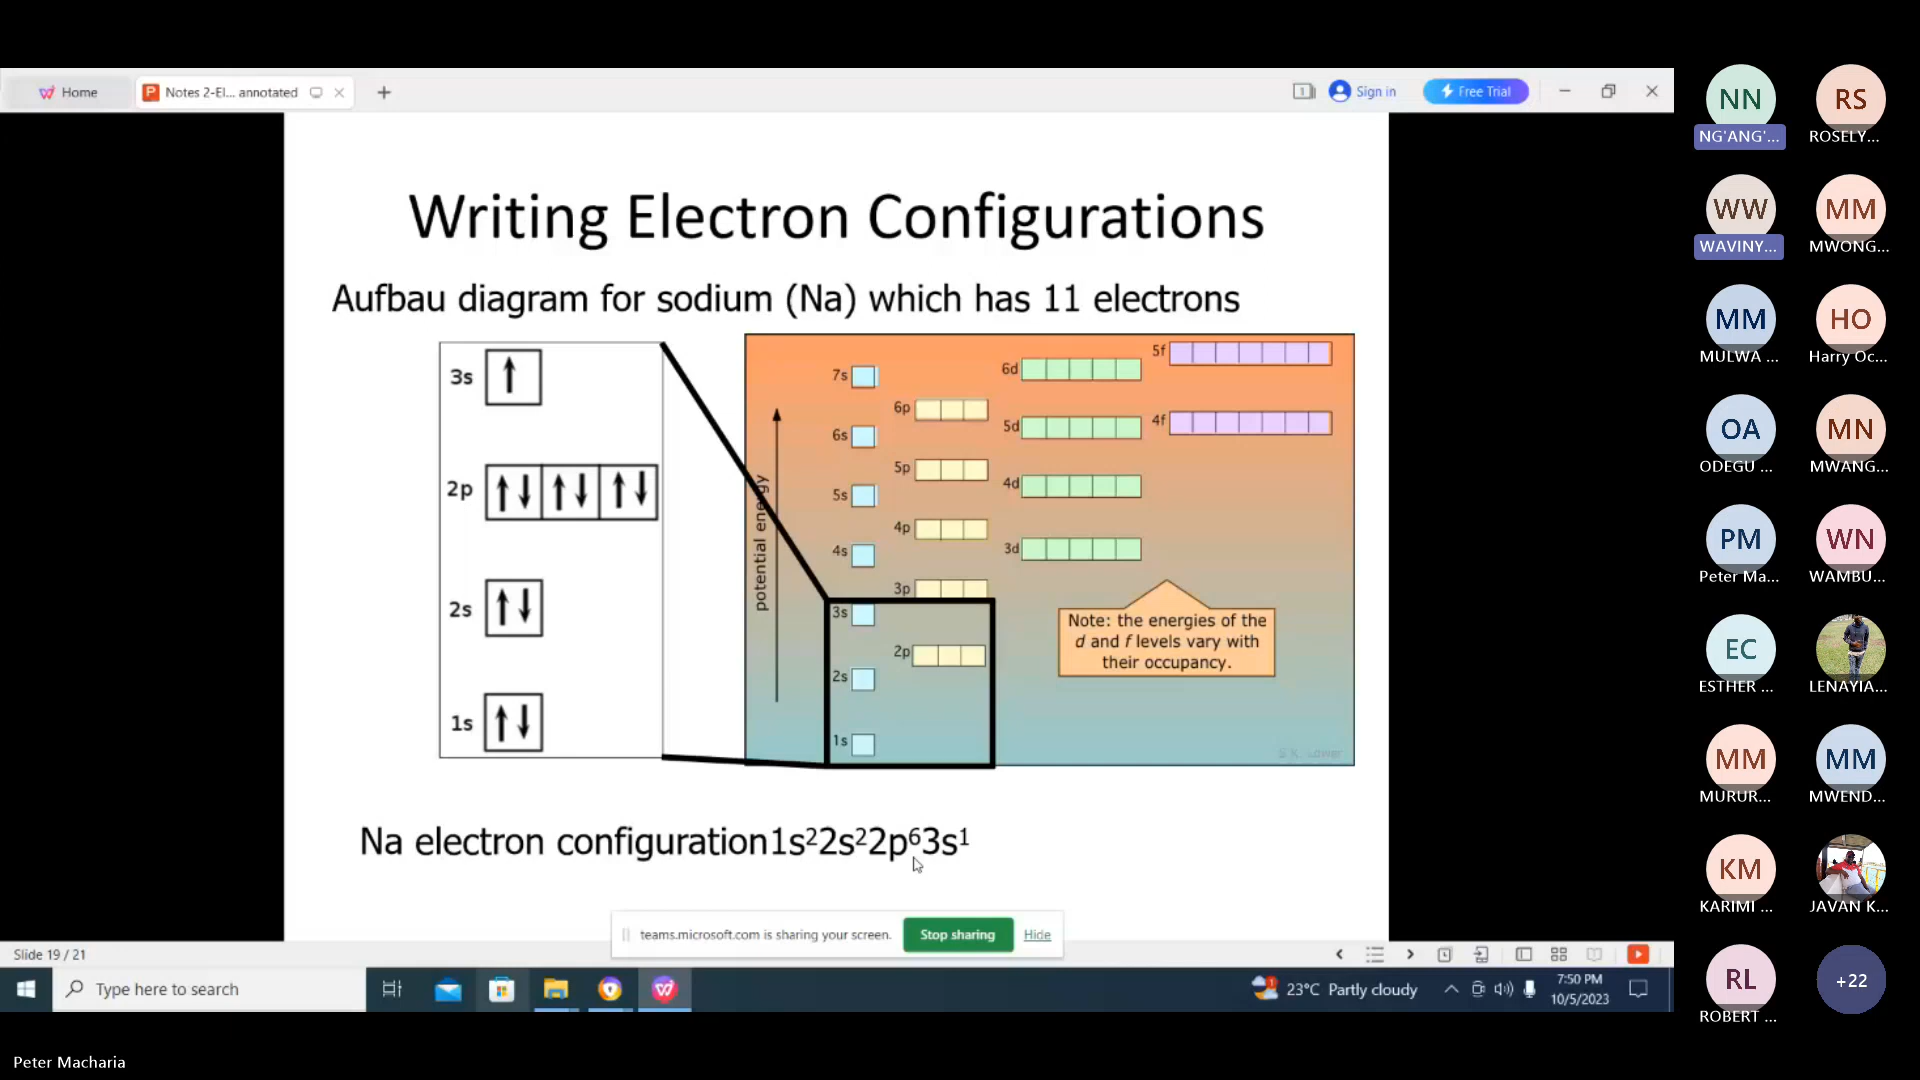 Home
Notes 2-El... annotated
1
Sign in
Free Trial
Writing Electron Configurations
Aufbau diagram for sodium (Na) which has 11 electrons
3s
2p
2s
1s
potential energy
7s
6s
5s
4s
3s
2s
1s
6p
5p
4p
3p
2p
6d
5d
4d
3d
5f
4f
Note: the energies of the
d and f levels vary with
their occupancy.
S.K. Lower
Na electron configuration1s²2s²2p⁶3s¹
teams.microsoft.com is sharing your screen.
Stop sharing
Hide
Slide 19 / 21
Type here to search
23°C Partly cloudy
7:50 PM
10/5/2023
NN
NG'ANG'...
RS
ROSELY...
WW
WAVINY...
MM
MWONG...
MM
MULWA ...
HO
Harry Oc...
OA
ODEGU ...
MN
MWANG...
PM
Peter Ma...
WN
WAMBU...
EC
ESTHER ...
LENAYIA...
MM
MURUR...
MM
MWEND...
KM
KARIMI ...
JAVAN K...
RL
ROBERT ...
+22
Peter Macharia